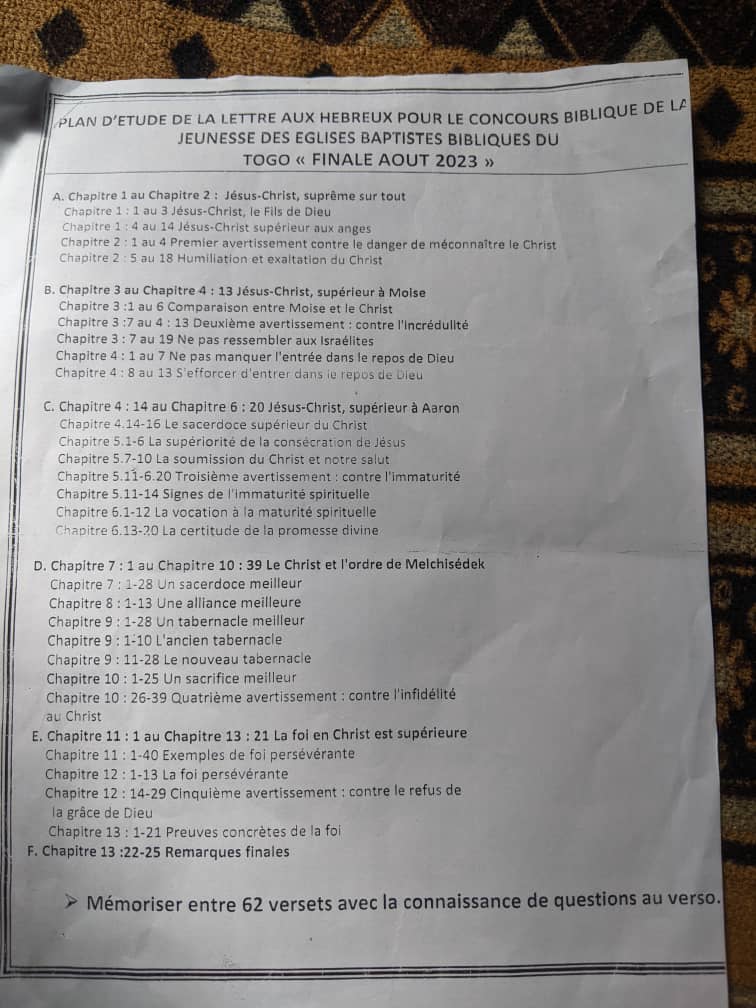 PLAN D'ETUDE DE LA LETTRE AUX HEBREUX POUR LE CONCOURS BIBLIQUE DE LA
JEUNESSE DES EGLISES BAPTISTES BIBLIQUES DU
TOGO « FINALE AOUT 2023 »
A. Chapitre 1 au Chapitre 2 : Jésus-Christ, suprême sur tout
Chapitre 1 : 1 au 3 Jésus-Christ, le Fils de Dieu
Chapitre 1 : 4 au 14 Jésus-Christ supérieur aux anges
Chapitre 2 : 1 au 4 Premier avertissement contre le danger de méconnaître le Christ
Chapitre 2 : 5 au 18 Humiliation et exaltation du Christ
B. Chapitre 3 au Chapitre 4 : 13 Jésus-Christ, supérieur à Moise
Chapitre 3 :1 au 6 Comparaison entre Moise et le Christ
Chapitre 3 :7 au 4 : 13 Deuxième avertissement : contre l'incrédulité
Chapitre 3 : 7 au 19 Ne pas ressembler aux Israélites
Chapitre 4 : 1 au 7 Ne pas manquer l'entrée dans le repos de Dieu
Chapitre 4 : 8 au 13 S'efforcer d'entrer dans le repos de Dieu
C. Chapitre 4 : 14 au Chapitre 6 : 20 Jésus-Christ, supérieur à Aaron
Chapitre 4.14-16 Le sacerdoce supérieur du Christ
Chapitre 5.1-6 La supériorité de la consécration de Jésus
Chapitre 5.7-10 La soumission du Christ et notre salut
Chapitre 5.11-6.20 Troisième avertissement : contre l'immaturité
Chapitre 5.11-14 Signes de l'immaturité spirituelle
Chapitre 6.1-12 La vocation à la maturité spirituelle
Chapitre 6.13-20 La certitude de la promesse divine
D. Chapitre 7 : 1 au Chapitre 10 : 39 Le Christ et l'ordre de Melchisédek
Chapitre 7 : 1-28 Un sacerdoce meilleur
Chapitre 8 : 1-13 Une alliance meilleure
Chapitre 9 : 1-28 Un tabernacle meilleur
Chapitre 9 : 1-10 L'ancien tabernacle
Chapitre 9 : 11-28 Le nouveau tabernacle
Chapitre 10 : 1-25 Un sacrifice meilleur
Chapitre 10 : 26-39 Quatrième avertissement : contre l'infidélité
au Christ
E. Chapitre 11 : 1 au Chapitre 13 : 21 La foi en Christ est supérieure
Chapitre 11 : 1-40 Exemples de foi persévérante
Chapitre 12 : 1-13 La foi persévérante
Chapitre 12 : 14-29 Cinquième avertissement : contre le refus de
la grâce de Dieu
Chapitre 13 : 1-21 Preuves concrètes de la foi
F. Chapitre 13 :22-25 Remarques finales
➢ Mémoriser entre 62 versets avec la connaissance de questions au verso.